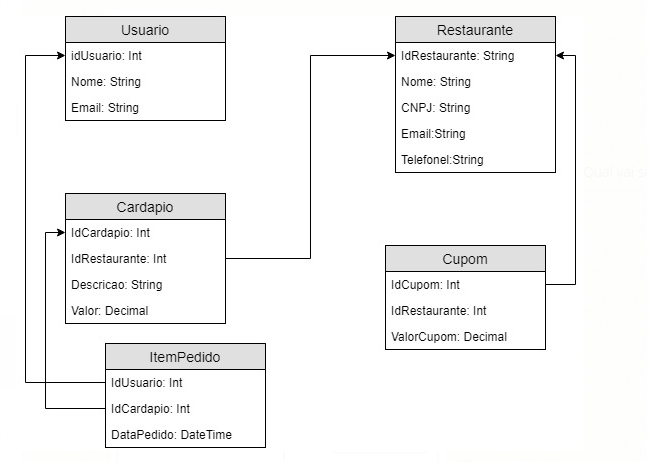 Usuario
idUsuario: Int
Nome: String
Email: String
Restaurante
IdRestaurante: String
Nome: String
CNPJ: String
Email:String
Telefonel:String
Cardapio
IdCardapio: Int
IdRestaurante: Int
Descricao: String
Valor: Decimal
Cupom
IdCupom: Int
IdRestaurante: Int
ValorCupom: Decimal
ItemPedido
IdUsuario: Int
IdCardapio: Int
DataPedido: DateTime